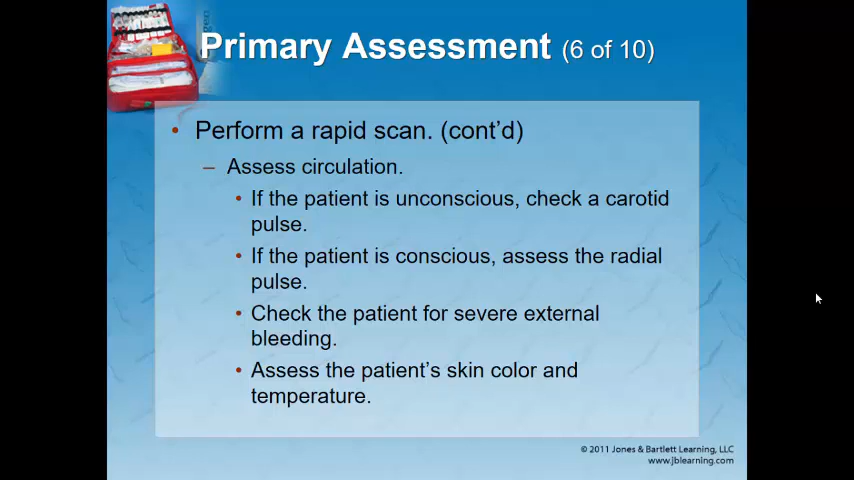 Primary Assessment (6 of 10)
• Perform a rapid scan. (cont'd)
– Assess circulation.
• If the patient is unconscious, check a carotid
pulse.
• If the patient is conscious, assess the radial
pulse.
• Check the patient for severe external
bleeding.
• Assess the patient's skin color and
temperature.
© 2011 Jones & Bartlett Learning, LLC
www.jblearning.com